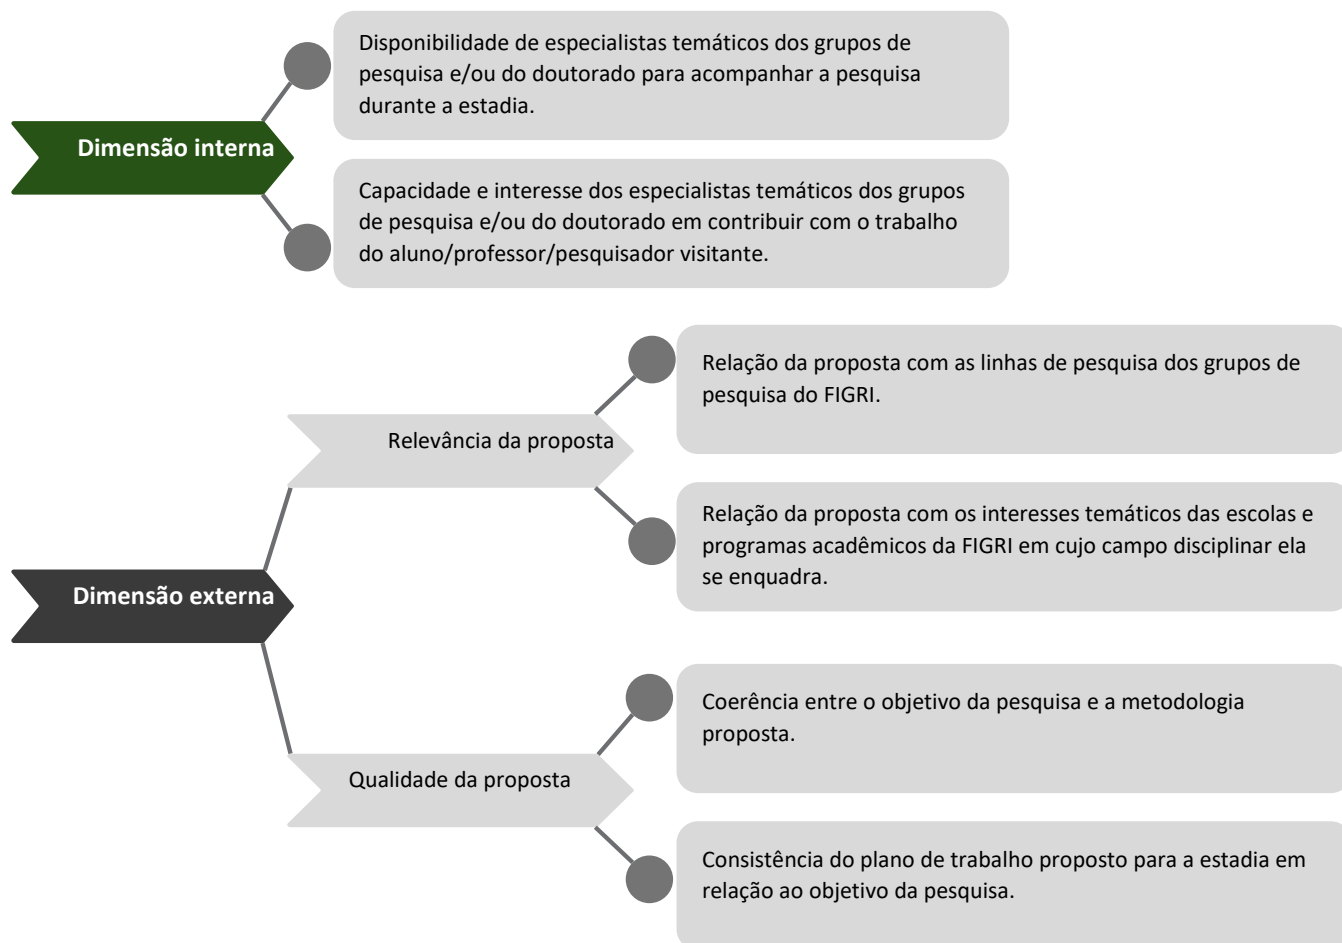 Disponibilidade de especialistas temáticos dos grupos de
pesquisa e/ou do doutorado para acompanhar a pesquisa
durante a estadia.
Dimensão interna
Capacidade e interesse dos especialistas temáticos dos grupos
de pesquisa e/ou do doutorado em contribuir com o trabalho
do aluno/professor/pesquisador visitante.
Relação da proposta com as linhas de pesquisa dos grupos de
pesquisa do FIGRI.
Relevância da proposta
Relação da proposta com os interesses temáticos das escolas e
programas acadêmicos da FIGRI em cujo campo disciplinar ela
se enquadra.
Dimensão externa
Coerência entre o objetivo da pesquisa e a metodologia
proposta.
Qualidade da proposta
Consistência do plano de trabalho proposto para a estadia em
relação ao objetivo da pesquisa.